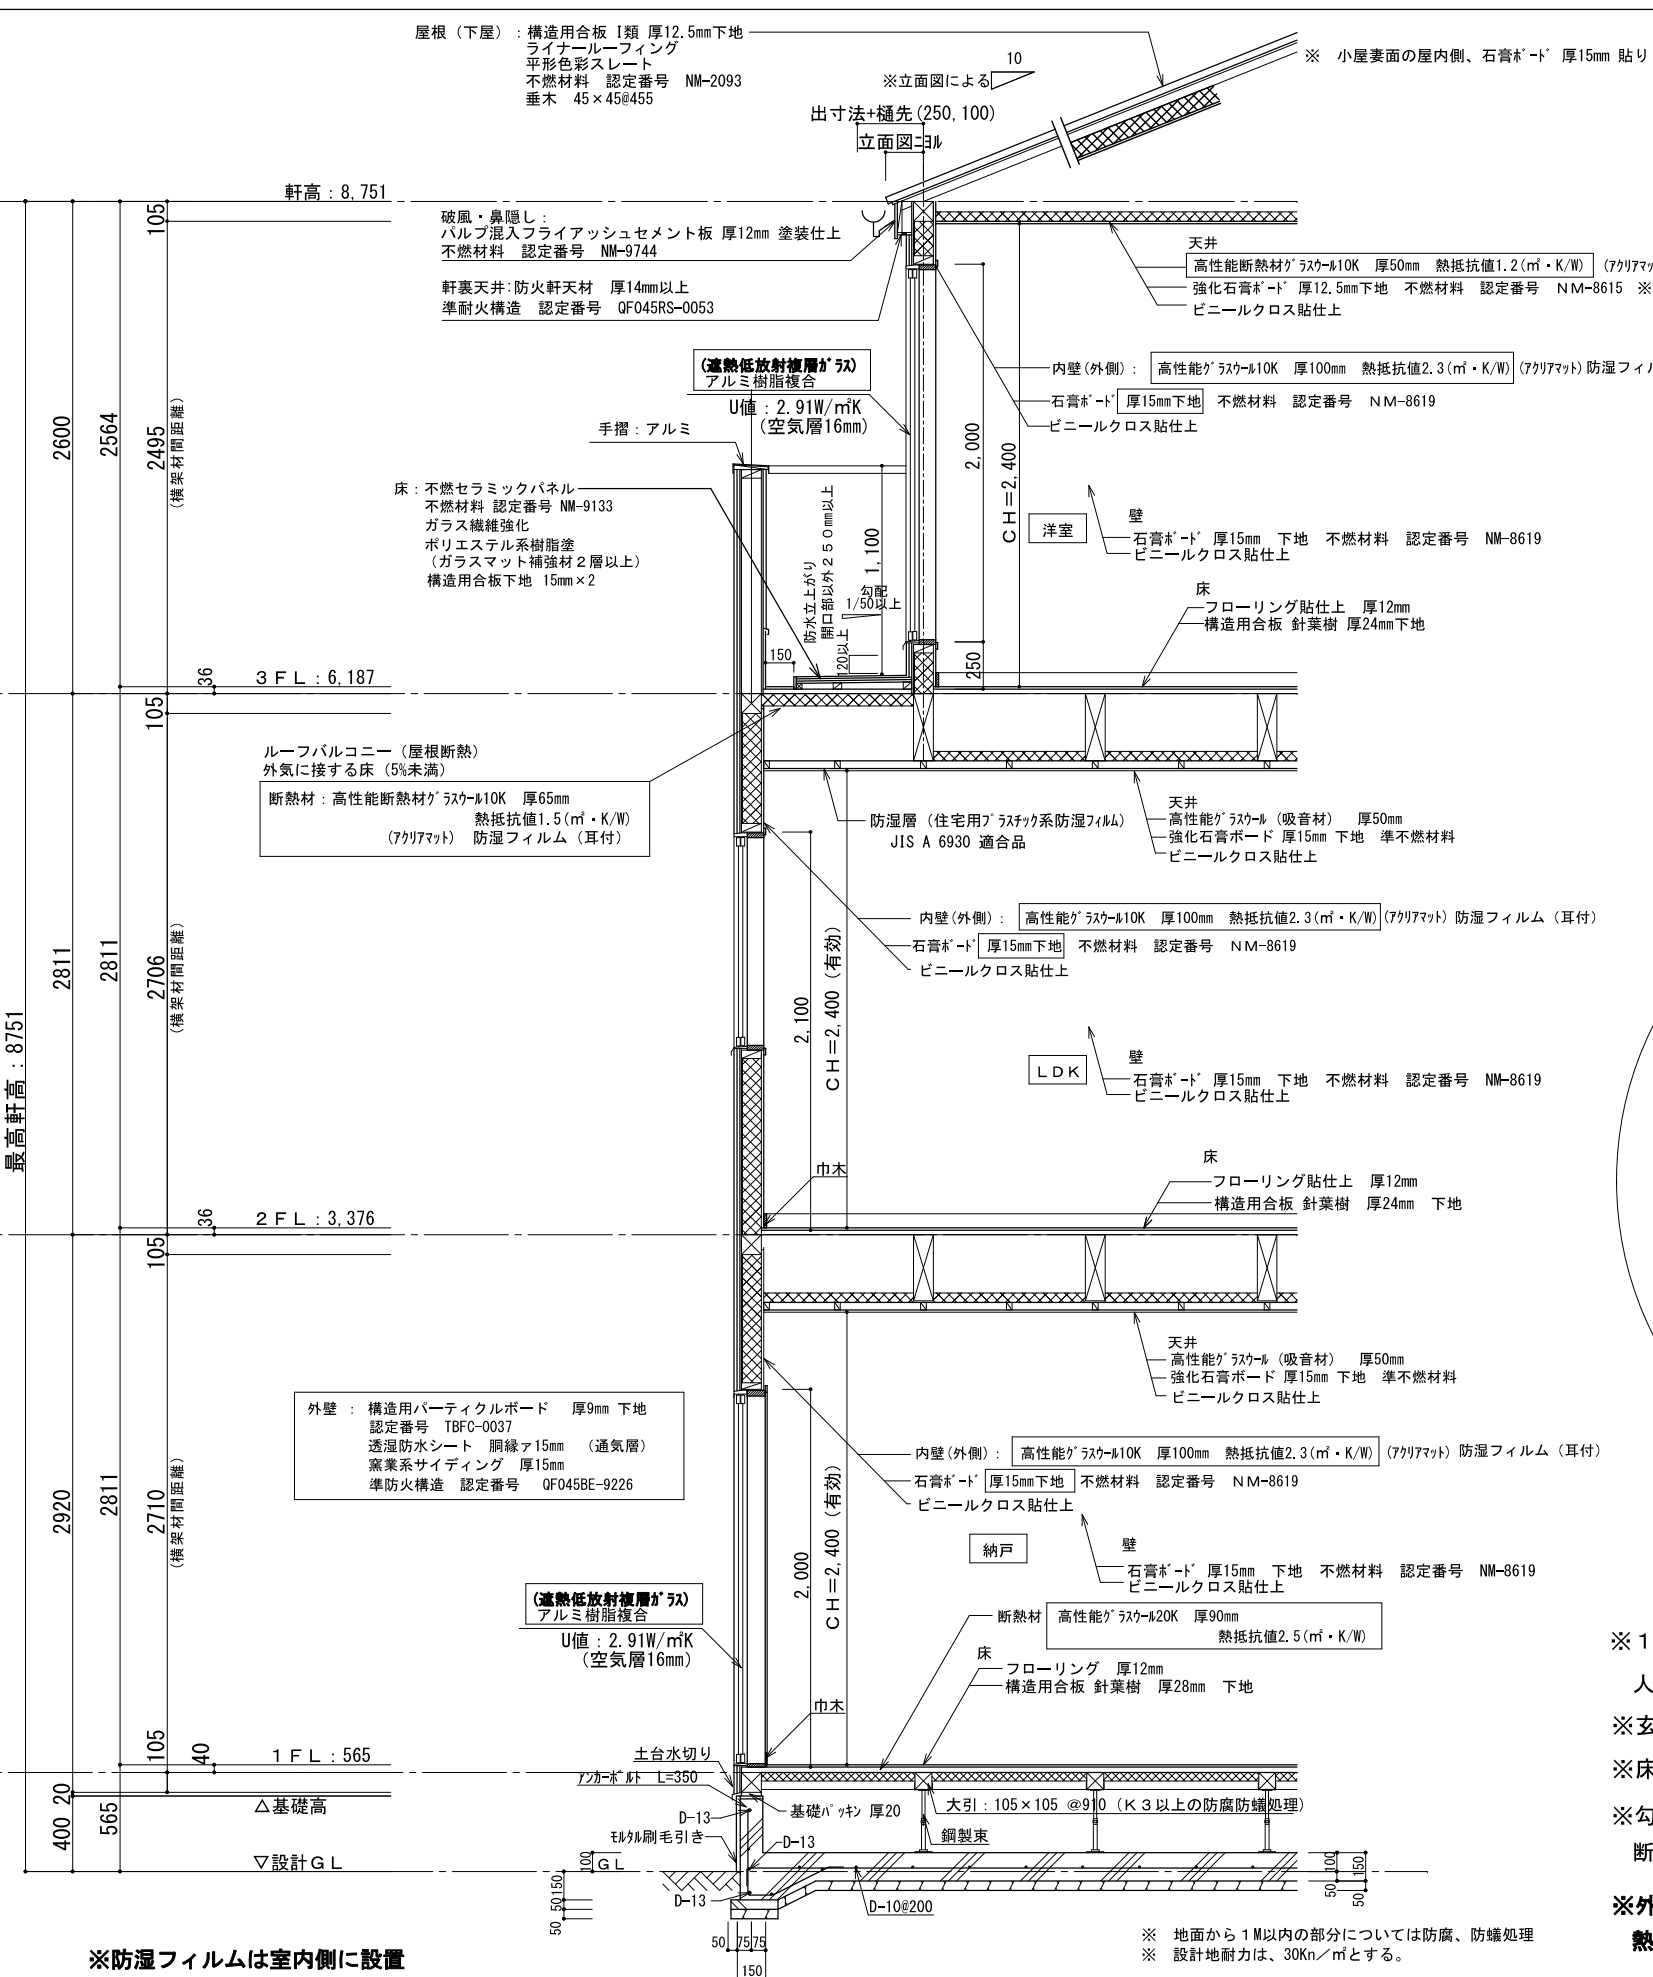 屋根（下屋）：構造用合板 Ⅰ類 厚12.5mm下地
ライナールーフィング
平形色彩スレート
不燃材料 認定番号 NM-2093
垂木 45×45@455
10
※立面図による
※ 小屋妻面の屋内側、石膏ﾎﾞｰﾄﾞ 厚15mm 貼り
出寸法+樋先(250,100)
立面図ﾆﾖﾙ
軒高：8,751
破風・鼻隠し：
パルプ混入フライアッシュセメント板 厚12mm 塗装仕上
不燃材料 認定番号 NM-9744
軒裏天井:防火軒天材 厚14mm以上
準耐火構造 認定番号 QF045RS-0053
天井
高性能断熱材ｸﾞﾗｽｳｰﾙ10K 厚50mm 熱抵抗値1.2(㎡・K/W)
強化石膏ﾎﾞｰﾄﾞ 厚12.5mm下地 不燃材料 認定番号 NM-8615 ※
ビニールクロス貼仕上
(遮熱低放射複層ｶﾞﾗｽ)
アルミ樹脂複合
U値：2.91W/㎡K
(空気層16mm)
内壁(外側)： 高性能ｸﾞﾗｽｳｰﾙ10K 厚100mm 熱抵抗値2.3(㎡・K/W) (ｱｸﾘｱﾏｯﾄ) 防湿フィ
石膏ﾎﾞｰﾄﾞ 厚15mm下地 不燃材料 認定番号 NM-8619
ビニールクロス貼仕上
手摺：アルミ
床：不燃セラミックパネル
不燃材料 認定番号 NM-9133
ガラス繊維強化
ポリエステル系樹脂塗
（ガラスマット補強材２層以上）
構造用合板下地 15mm×2
105
2600
2564
2495
(横架材間距離)
防水立上がり
開口部以外２５０mm以上
1,100
勾配
1/50以上
120以上
150
2,000
250
CH=2,400
洋室
壁
石膏ﾎﾞｰﾄﾞ 厚15mm 下地 不燃材料 認定番号 NM-8619
ビニールクロス貼仕上
床
フローリング貼仕上 厚12mm
構造用合板 針葉樹 厚24mm下地
36
３ＦＬ：6,187
105
ルーフバルコニー（屋根断熱）
外気に接する床（5%未満）
断熱材：高性能断熱材ｸﾞﾗｽｳｰﾙ10K 厚65mm
熱抵抗値1.5(㎡・K/W)
(ｱｸﾘｱﾏｯﾄ) 防湿フィルム（耳付）
防湿層（住宅用ﾌﾟﾗｽﾁｯｸ系防湿ﾌｨﾙﾑ）
JIS A 6930 適合品
天井
高性能ｸﾞﾗｽｳｰﾙ（吸音材） 厚50mm
強化石膏ボード 厚15mm 下地 準不燃材料
ビニールクロス貼仕上
内壁(外側)： 高性能ｸﾞﾗｽｳｰﾙ10K 厚100mm 熱抵抗値2.3(㎡・K/W) (ｱｸﾘｱﾏｯﾄ) 防湿フィルム（耳付）
石膏ﾎﾞｰﾄﾞ 厚15mm下地 不燃材料 認定番号 NM-8619
ビニールクロス貼仕上
最高軒高：8751
2811
2811
2706
(横架材間距離)
2,100
CH=2,400（有効）
LDK
壁
石膏ﾎﾞｰﾄﾞ 厚15mm 下地 不燃材料 認定番号 NM-8619
ビニールクロス貼仕上
巾木
床
フローリング貼仕上 厚12mm
構造用合板 針葉樹 厚24mm 下地
36
２ＦＬ：3,376
105
天井
高性能ｸﾞﾗｽｳｰﾙ（吸音材） 厚50mm
強化石膏ボード 厚15mm 下地 準不燃材料
ビニールクロス貼仕上
外壁 ： 構造用パーティクルボード 厚9mm 下地
認定番号 TBFC-0037
透湿防水シート 胴縁ァ15mm （通気層）
窯業系サイディング 厚15mm
準防火構造 認定番号 QF045BE-9226
内壁(外側)： 高性能ｸﾞﾗｽｳｰﾙ10K 厚100mm 熱抵抗値2.3(㎡・K/W) (ｱｸﾘｱﾏｯﾄ) 防湿フィルム（耳付）
石膏ﾎﾞｰﾄﾞ 厚15mm下地 不燃材料 認定番号 NM-8619
ビニールクロス貼仕上
2920
2811
2710
(横架材間距離)
2,000
CH=2,400（有効）
納戸
壁
石膏ﾎﾞｰﾄﾞ 厚15mm 下地 不燃材料 認定番号 NM-8619
ビニールクロス貼仕上
(遮熱低放射複層ｶﾞﾗｽ)
アルミ樹脂複合
U値：2.91W/㎡K
(空気層16mm)
断熱材 高性能ｸﾞﾗｽｳｰﾙ20K 厚90mm
熱抵抗値2.5(㎡・K/W)
床
フローリング 厚12mm
構造用合板 針葉樹 厚28mm 下地
巾木
※１
人
※玄
※床
※勾
断
※外
熱
105
40
１ＦＬ：565
土台水切り
ｱﾝｶｰﾎﾞﾙﾄ L=350
20
△基礎高
400
565
D-13
基礎ﾊﾟｯｷﾝ 厚20
大引：105×105 @910（Ｋ３以上の防腐防蟻処理）
鋼製束
ﾓﾙﾀﾙ刷毛引き
D-13
▽設計ＧＬ
100
GL
150
50
50
D-13
D-10@200
100
150
50
50
50
75
75
150
※ 地面から１M以内の部分については防腐、防蟻処理
※ 設計地耐力は、30Kn／㎡とする。
※防湿フィルムは室内側に設置